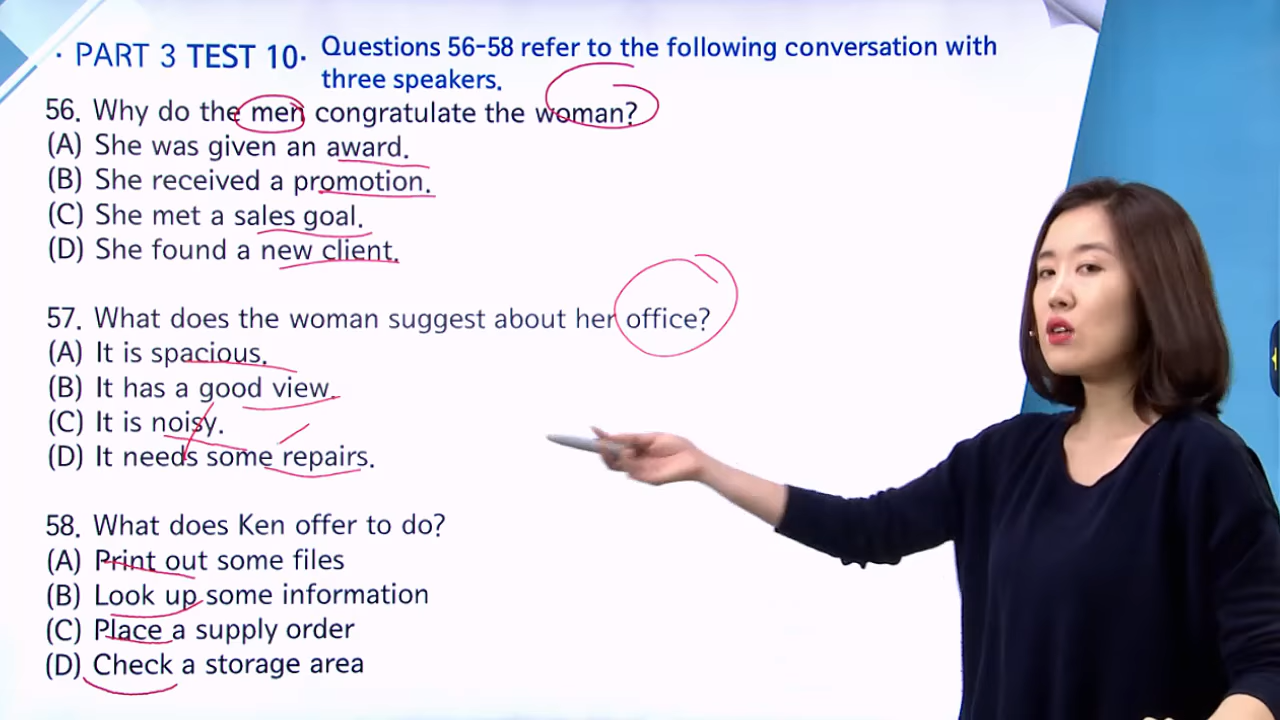 · PART 3 TEST 10·
Questions 56-58 refer to the following conversation with
three speakers.
56. Why do the men congratulate the woman?
(A) She was given an award.
(B) She received a promotion.
(C) She met a sales goal.
(D) She found a new client.
57. What does the woman suggest about her office?
(A) It is spacious.
(B) It has a good view.
(C) It is noisy.
(D) It needs some repairs.
58. What does Ken offer to do?
(A) Print out some files
(B) Look up some information
(C) Place a supply order
(D) Check a storage area